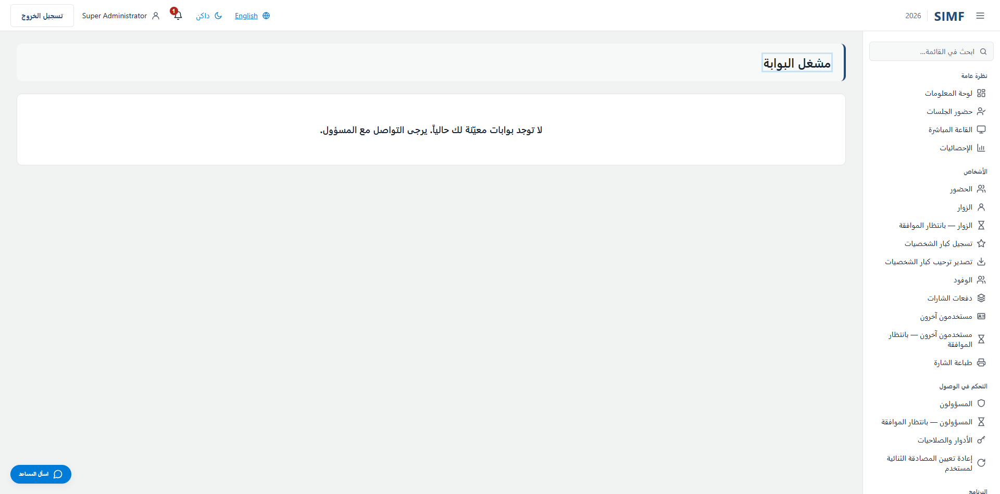 SIMF
2026
English
داكن
1
Super Administrator
تسجيل الخروج
ابحث في القائمة...
نظرة عامة
لوحة المعلومات
حضور الجلسات
القاعة المباشرة
الإحصائيات
الأشخاص
الحضور
الزوار
الزوار — بانتظار الموافقة
تسجيل كبار الشخصيات
تصدير ترحيب كبار الشخصيات
الوفود
دفعات الشارات
مستخدمون آخرون
مستخدمون آخرون — بانتظار
الموافقة
طباعة الشارة
التحكم في الوصول
المسؤولون
المسؤولون — بانتظار الموافقة
الأدوار والصلاحيات
إعادة تعيين المصادقة الثنائية
لمستخدم
البرنامج
مشغل البوابة
لا توجد بوابات معيّنة لك حالياً. يرجى التواصل مع المسؤول.
اسأل المساعد